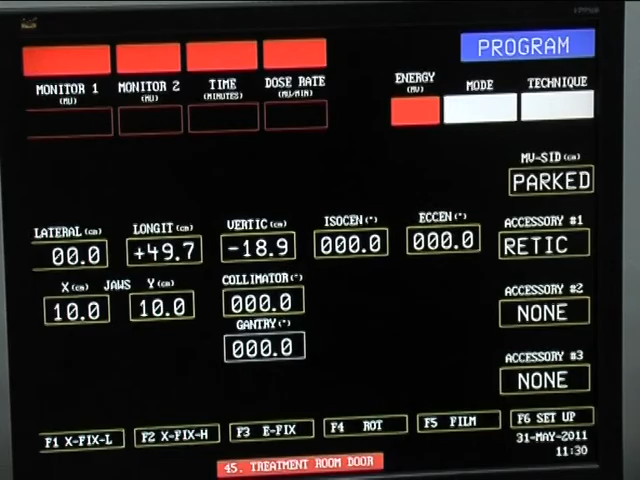 PROGRAM
MONITOR 1 MONITOR 2 TIME DOSE RATE ENERGY MODE TECHNIQUE
(MU) (MU) (MINUTES) (MU/MIN) (MV)
MV-SID (cm)
PARKED
LATERAL (cm) LONGIT (cm) VERTIC (cm) ISOCEN (°) ECCEN (°) ACCESSORY #1
00.0 +49.7 -18.9 000.0 000.0 RETIC
X (cm) JAWS Y (cm) COLLIMATOR (°) ACCESSORY #2
10.0 10.0 000.0 NONE
GANTRY (°)
000.0
ACCESSORY #3
NONE
F1 X-FIX-L F2 X-FIX-H F3 E-FIX F4 ROT F5 FILM F6 SET UP
31-MAY-2011
11:30
45. TREATMENT ROOM DOOR